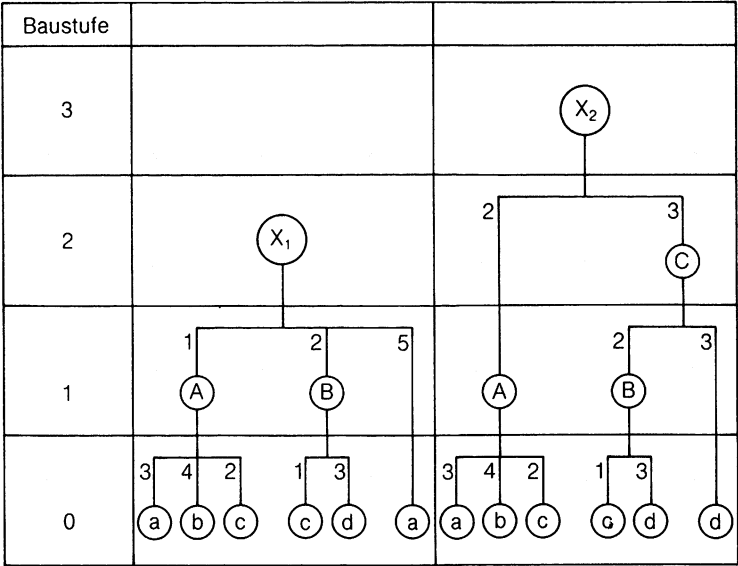 Baustufe
3
X₂
2 3
2
X₁
C
1 2 5
2 3
1
A B
A B
3 4 2 1 3
3 4 2 1 3
0
a b c c d a
a b c c d d